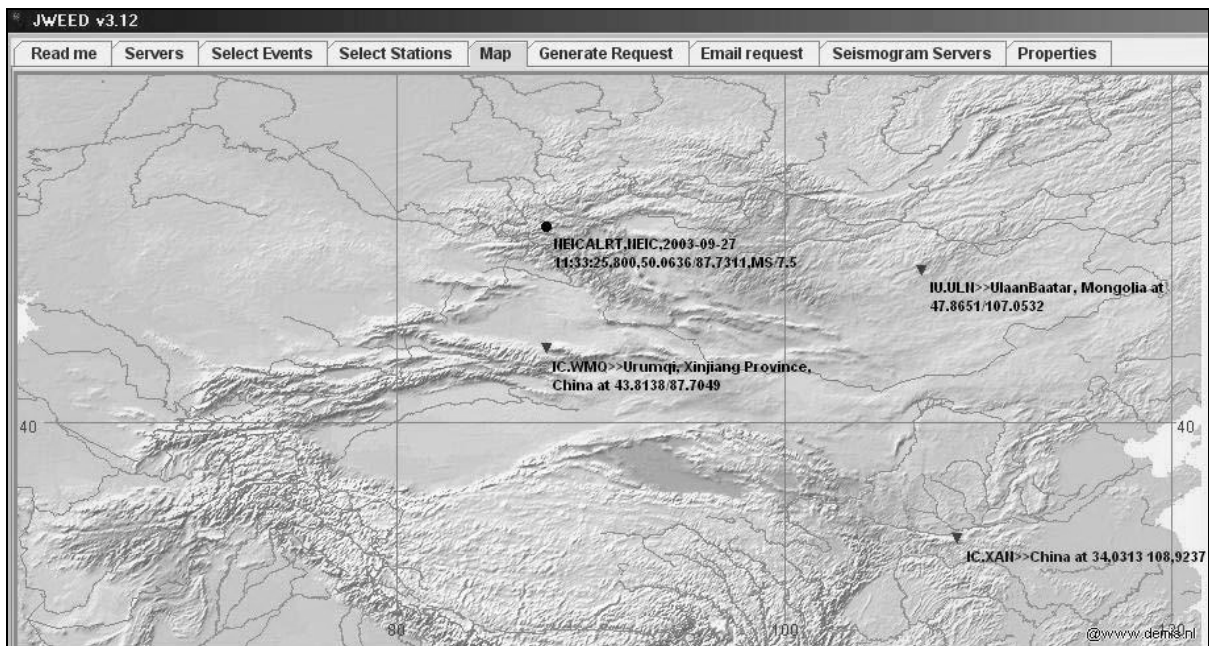 JWEED v3.12
Read me Servers Select Events Select Stations Map Generate Request Email request Seismogram Servers Properties
NEICALRT,NEIC,2003-09-27
11:33:25,800,50.0636/87.7311,MS/7.5
IU.ULN>>UlaanBaatar, Mongolia at
47.8651/107.0532
IC.WMQ>>Urumqi, Xinjiang Province,
China at 43.8138/87.7049
40 40
IC.XAN>>China at 34,0313 108,9237
80 100 120
@www.demis.nl